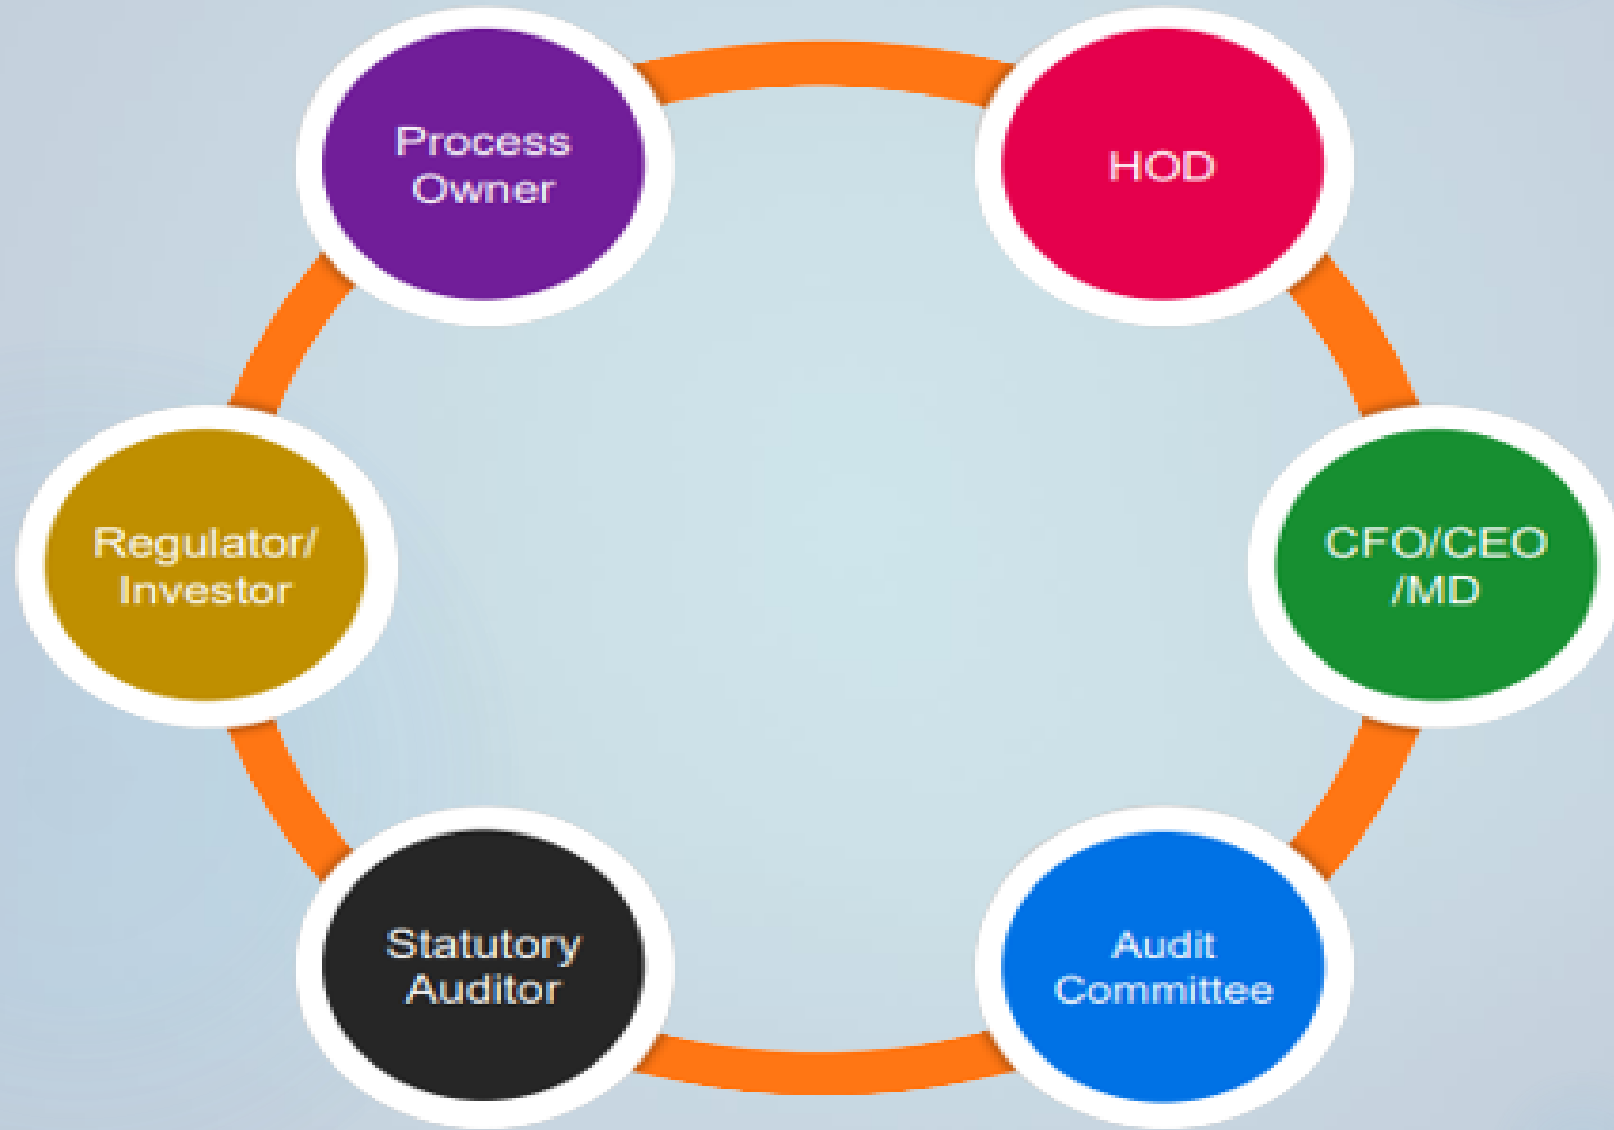 Process
Owner
HOD
CFO/CEO
/MD
Audit
Committee
Statutory
Auditor
Regulator/
Investor